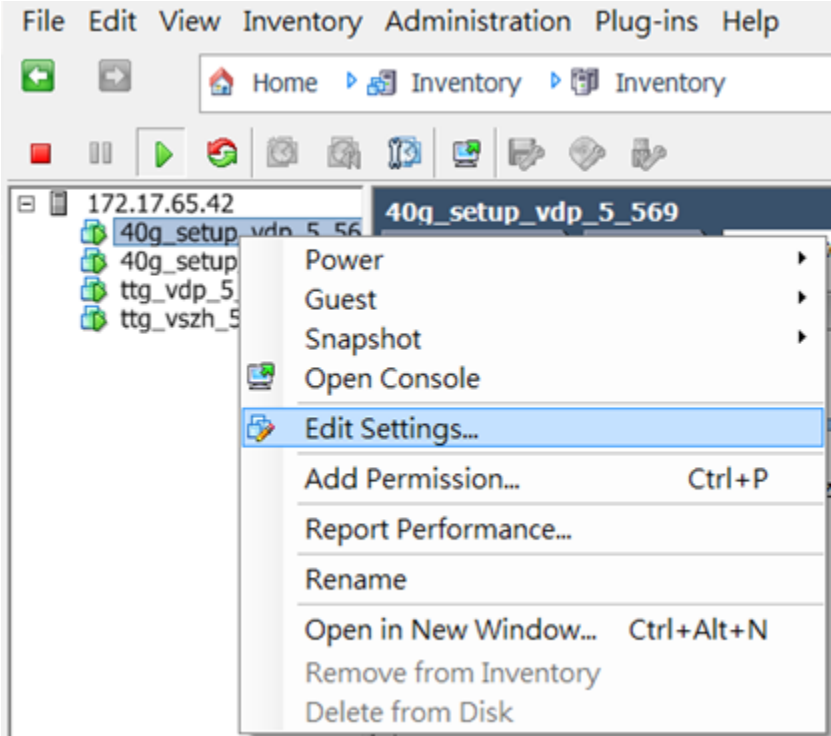 File Edit View Inventory Administration Plug-ins Help
Home Inventory Inventory
172.17.65.42
40g_setup_vdp_5_56
40g_setup
ttg_vdp_5_
ttg_vszh_5
40g_setup_vdp_5_569
Power
Guest
Snapshot
Open Console
Edit Settings...
Add Permission... Ctrl+P
Report Performance...
Rename
Open in New Window... Ctrl+Alt+N
Remove from Inventory
Delete from Disk